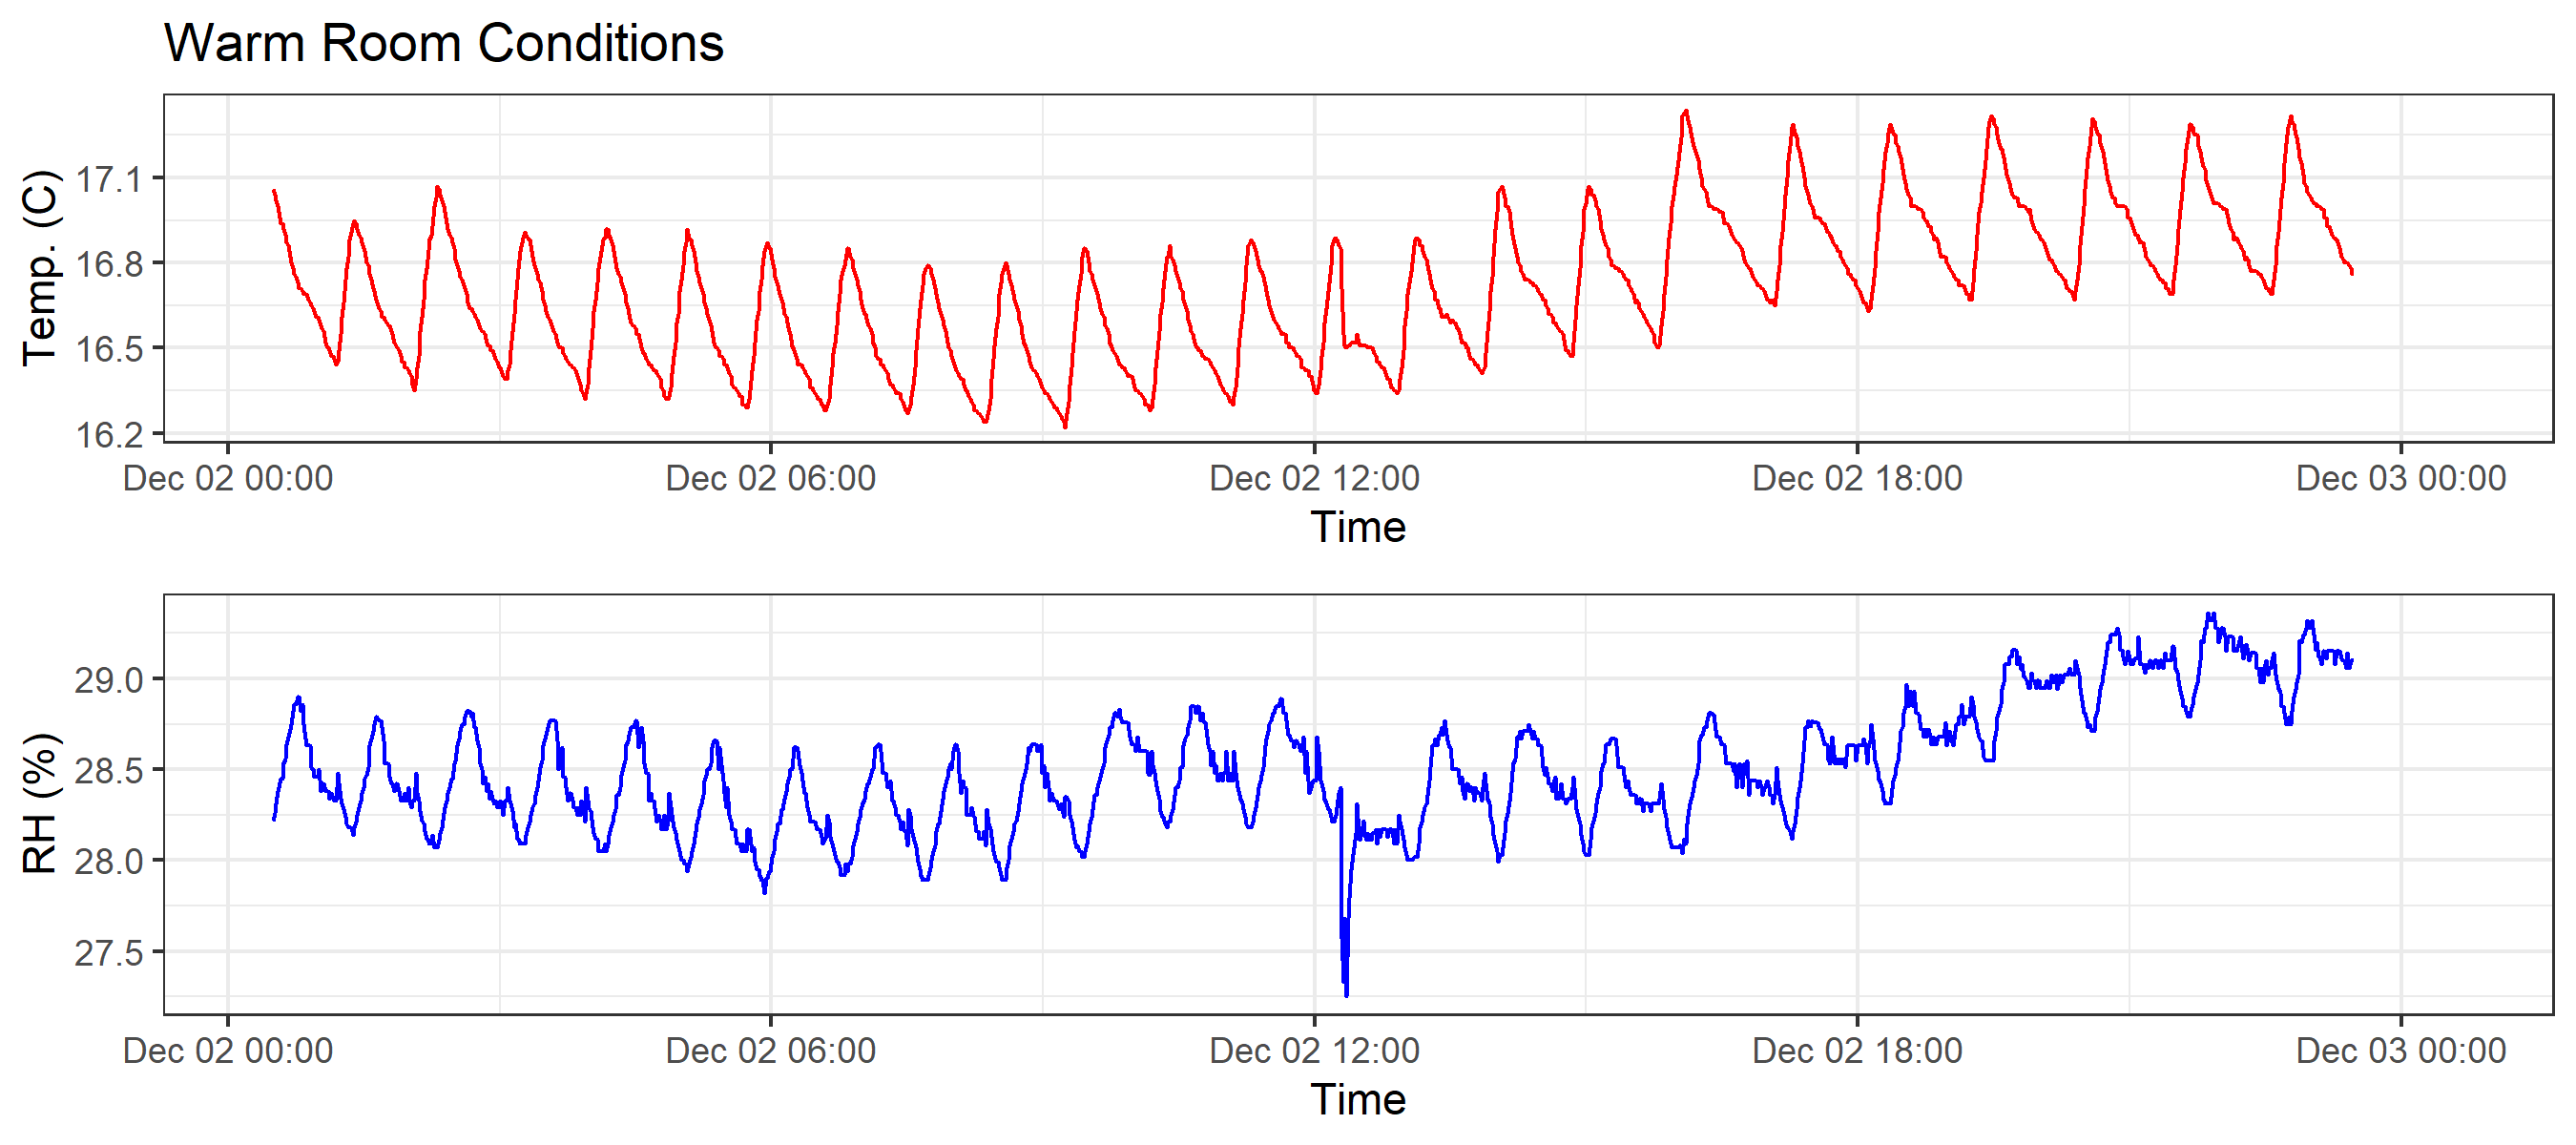 Warm Room Conditions
Temp. (C)
17.1
16.8
16.5
16.2
Dec 02 00:00 Dec 02 06:00 Dec 02 12:00 Dec 02 18:00 Dec 03 00:00
Time
RH (%)
29.0
28.5
28.0
27.5
Dec 02 00:00 Dec 02 06:00 Dec 02 12:00 Dec 02 18:00 Dec 03 00:00
Time